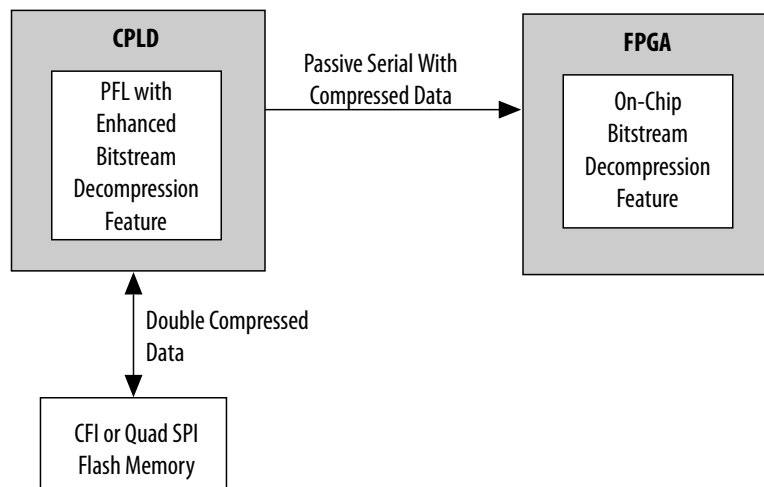 CPLD
PFL with
Enhanced
Bitstream
Decompression
Feature
Passive Serial With
Compressed Data
FPGA
On-Chip
Bitstream
Decompression
Feature
Double Compressed
Data
CFI or Quad SPI
Flash Memory